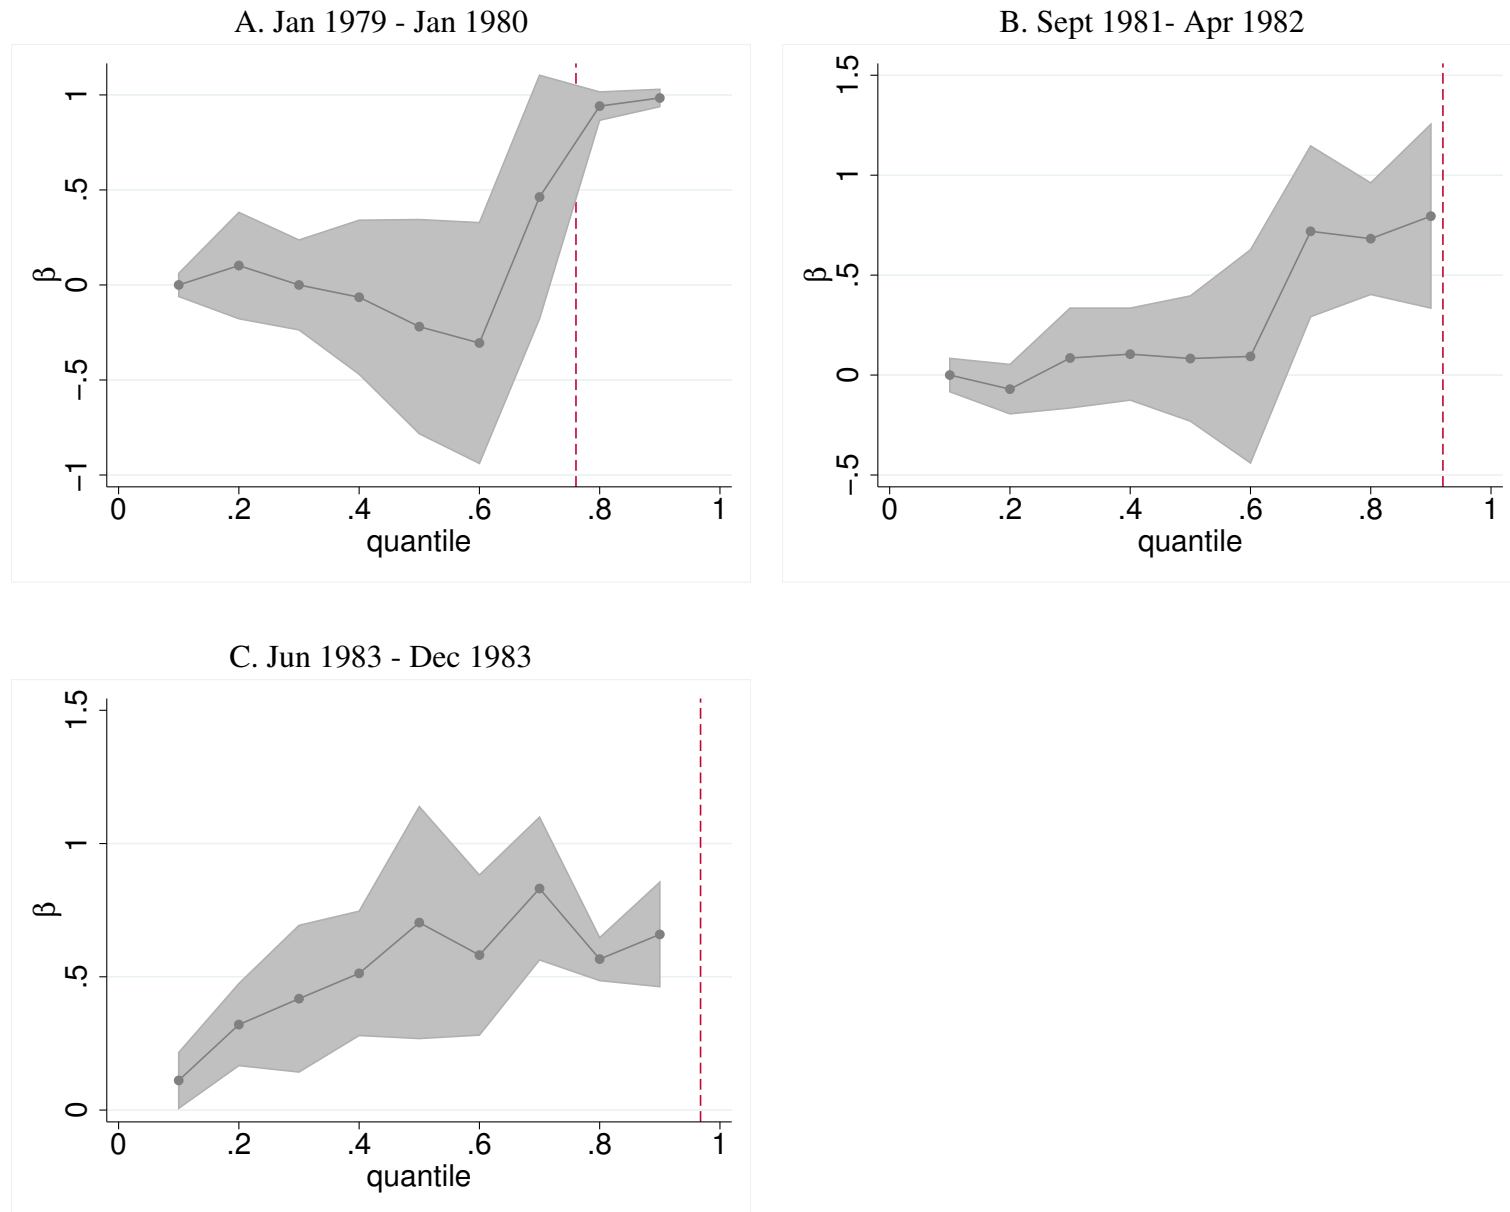 A. Jan 1979 - Jan 1980
1
.5
0
-.5
-1
β
0 .2 .4 .6 .8 1
quantile
B. Sept 1981- Apr 1982
1.5
1
.5
0
-.5
β
0 .2 .4 .6 .8 1
quantile
C. Jun 1983 - Dec 1983
1.5
1
.5
0
β
0 .2 .4 .6 .8 1
quantile